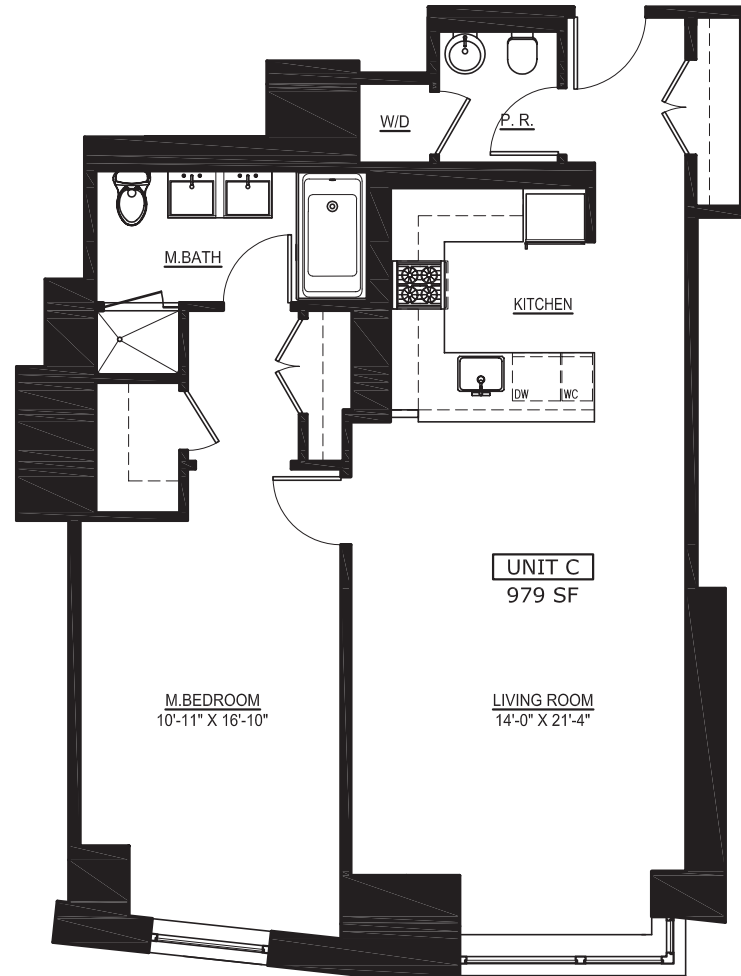 W/D
P. R.
M.BATH
KITCHEN
DW
WC
UNIT C
979 SF
M.BEDROOM
10'-11" X 16'-10"
LIVING ROOM
14'-0" X 21'-4"